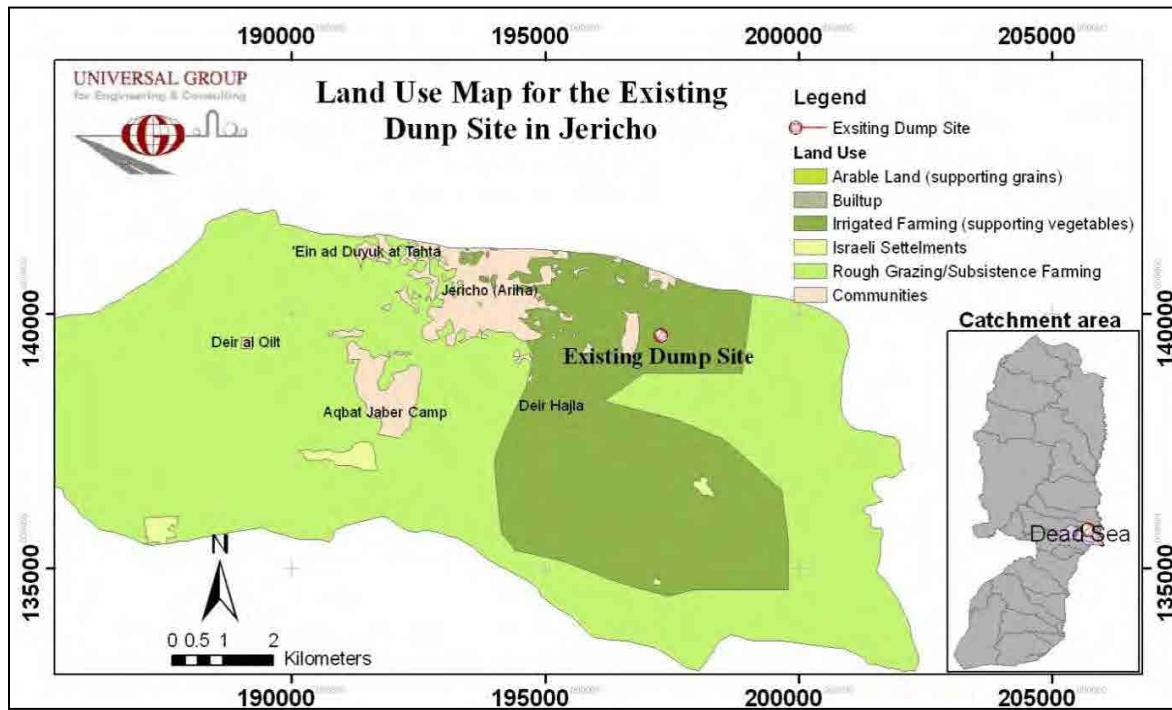 190000 195000 200000 205000
UNIVERSAL GROUP
for Engineering & Consulting
Land Use Map for the Existing
Dunp Site in Jericho
Legend
Exsiting Dump Site
Land Use
Arable Land (supporting grains)
Builtup
Irrigated Farming (supporting vegetables)
Israeli Settelments
Rough Grazing/Subsistence Farming
Communities
'Ein ad Duyuk at Tahta
Jericho (Ariha)
140000
140000
Deir al Qilt
Existing Dump Site
Catchment area
Aqbat Jaber Camp
Deir Hajla
Dead Sea
N
135000
135000
0 0.5 1 2
Kilometers
190000 195000 200000 205000